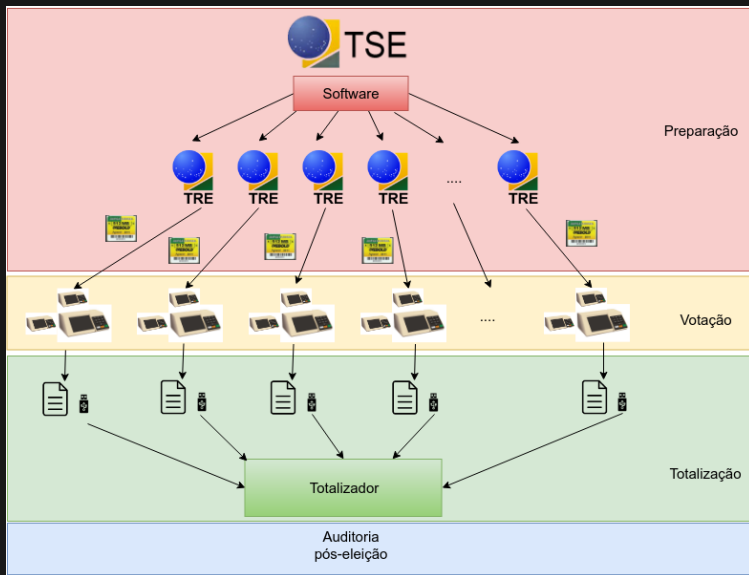 TSE
Software
Preparação
....
TRE
TRE
TRE
TRE
TRE
Votação
....
Totalização
Totalizador
Auditoria
pós-eleição